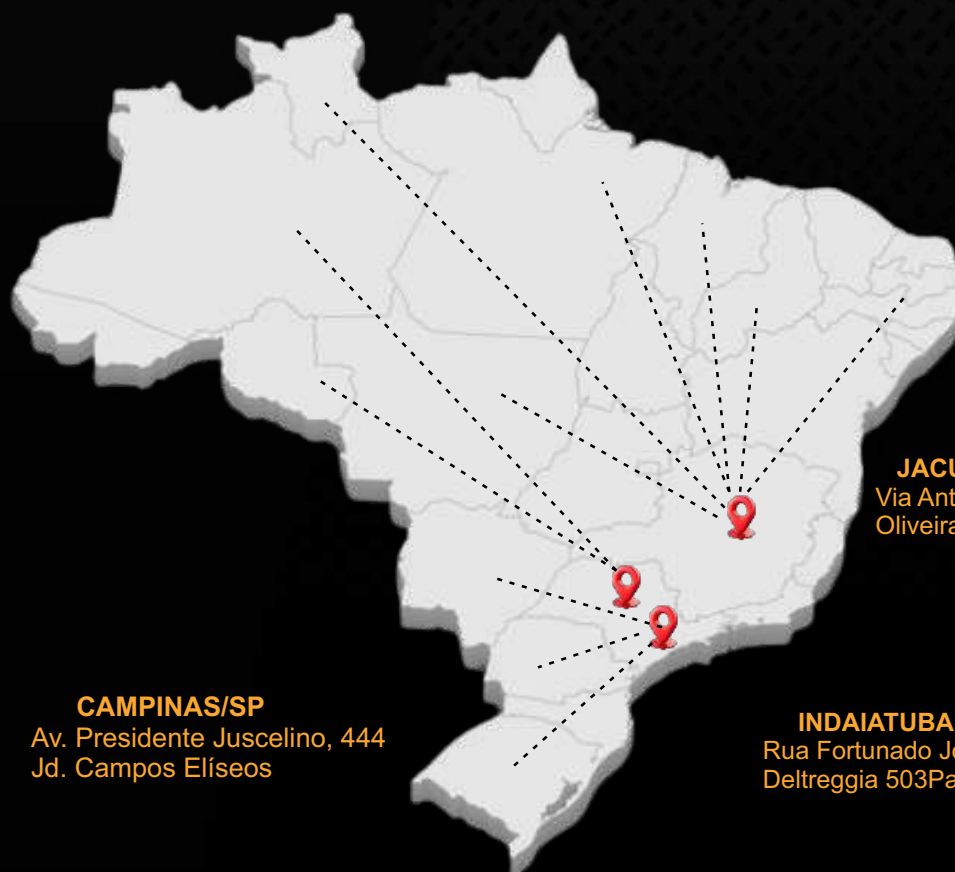 JACU
Via Ant
Oliveira
CAMPINAS/SP
Av. Presidente Juscelino, 444
Jd. Campos Elíseos
INDAIATUBA
Rua Fortunado Jo
Deltreggia 503Pa